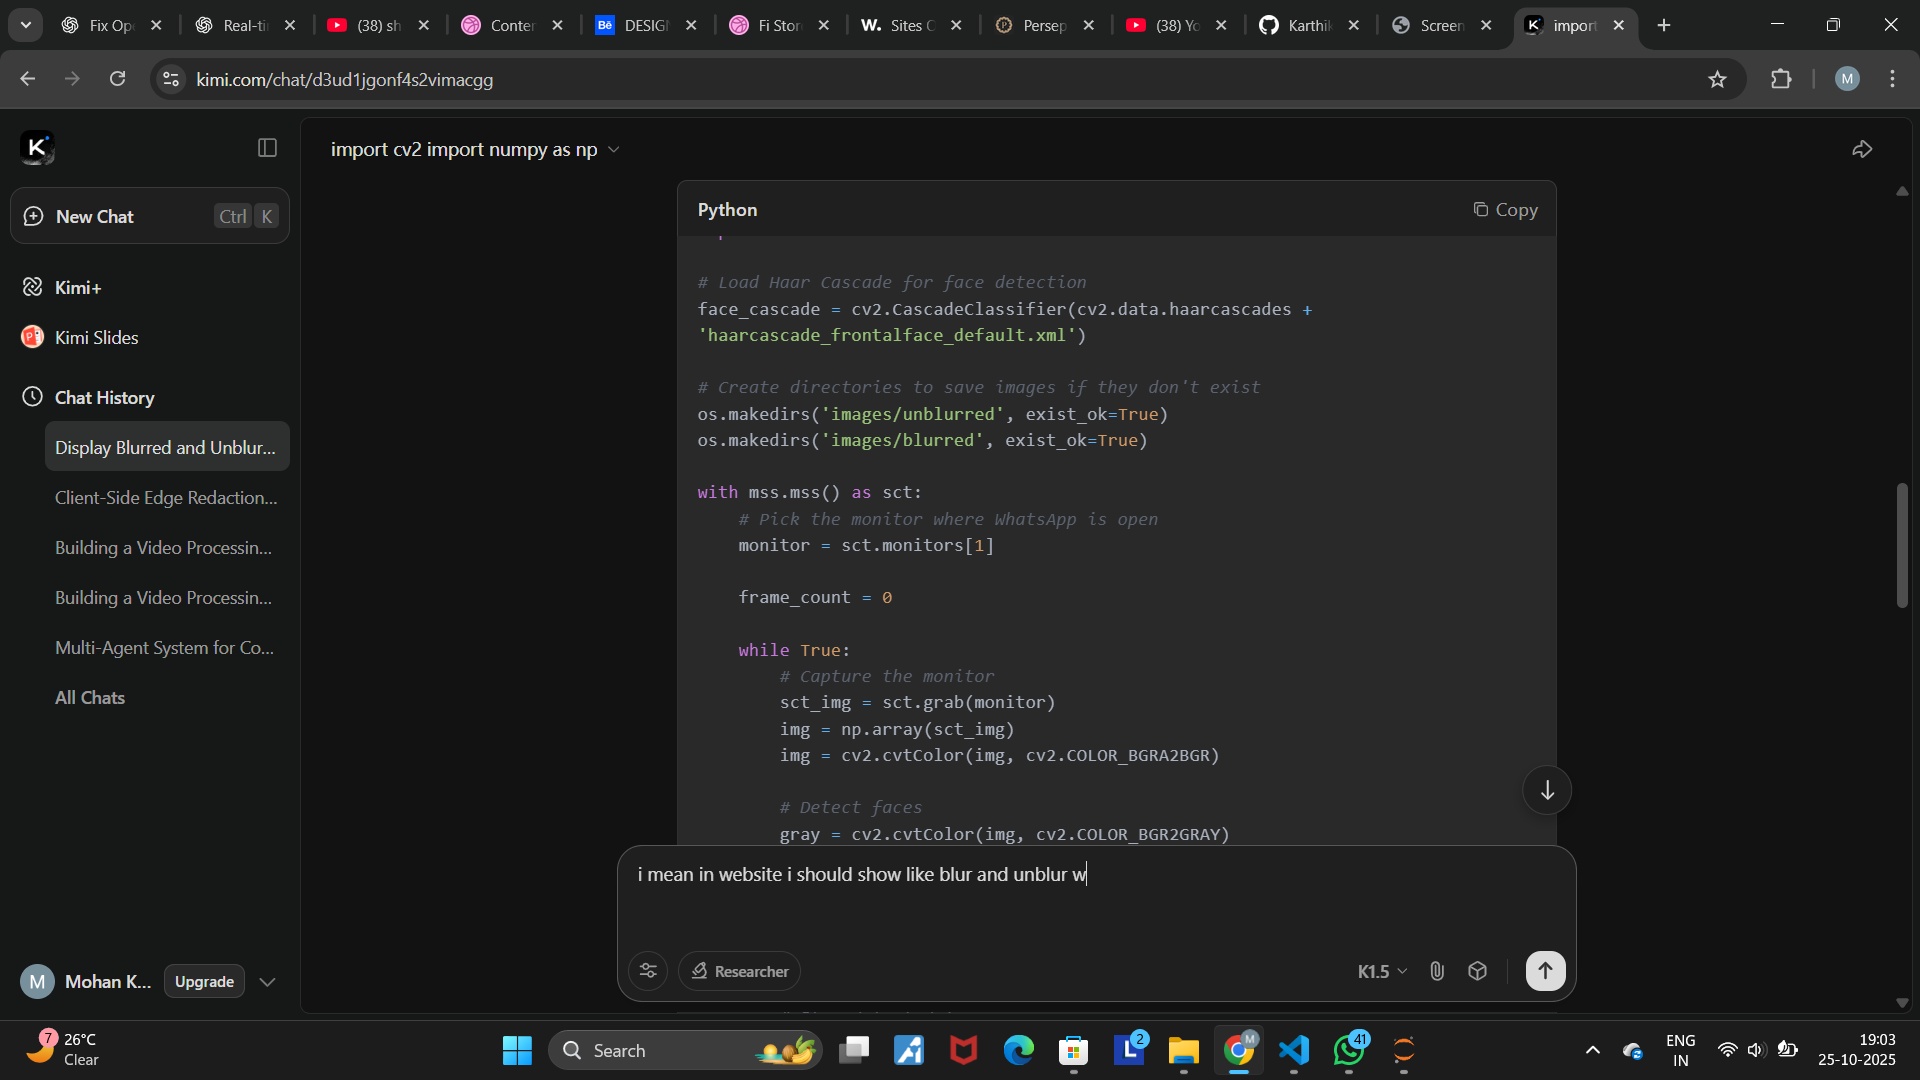 Fix Op
Real-ti
(38) sh
Conter
Bē
DESIGI
Fi Stor
W.
Sites C
Persep
(38) Yo
Karthik
Screen
import
kimi.com/chat/d3ud1jgonf4s2vimacgg
M
K
import cv2 import numpy as np
New Chat
Ctrl K
Kimi+
Kimi Slides
Chat History
Display Blurred and Unblur...
Client-Side Edge Redaction...
Building a Video Processin...
Building a Video Processin...
Multi-Agent System for Co...
All Chats
M
Mohan K...
Upgrade
Python
Copy
# Load Haar Cascade for face detection
face_cascade = cv2.CascadeClassifier(cv2.data.haarcascades +
'haarcascade_frontalface_default.xml')
# Create directories to save images if they don't exist
os.makedirs('images/unblurred', exist_ok=True)
os.makedirs('images/blurred', exist_ok=True)
with mss.mss() as sct:
# Pick the monitor where WhatsApp is open
monitor = sct.monitors[1]
frame_count = 0
while True:
# Capture the monitor
sct_img = sct.grab(monitor)
img = np.array(sct_img)
img = cv2.cvtColor(img, cv2.COLOR_BGRA2BGR)
# Detect faces
gray = cv2.cvtColor(img, cv2.COLOR_BGR2GRAY)
i mean in website i should show like blur and unblur w
Researcher
K1.5
7
26°C
Clear
Search
L
2
M
41
ENG
IN
19:03
25-10-2025